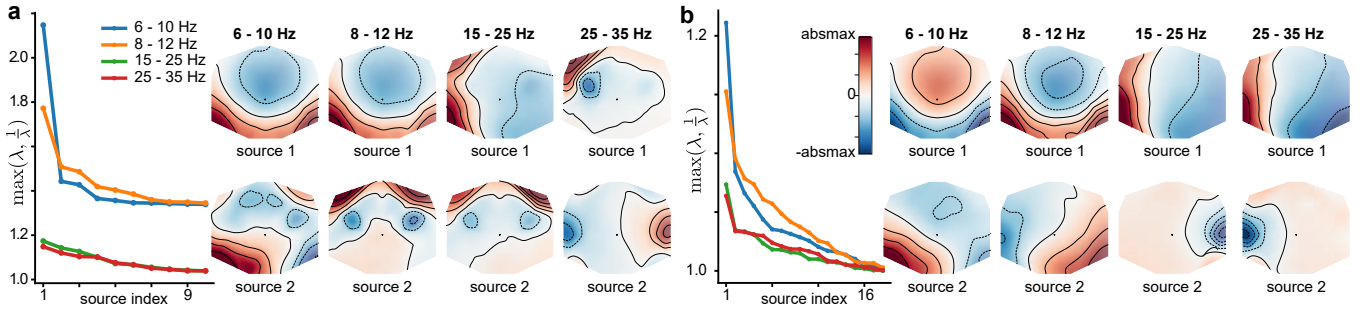 a
6 - 10 Hz
8 - 12 Hz
15 - 25 Hz
25 - 35 Hz
2.0
1.8
1.6
1.4
1.2
1.0
max(λ, 1/λ)
1
9
source index
6 - 10 Hz
8 - 12 Hz
15 - 25 Hz
25 - 35 Hz
source 1
source 1
source 1
source 1
source 2
source 2
source 2
source 2
b
1.2
1.0
max(λ, 1/λ)
1
16
source index
absmax
0
-absmax
6 - 10 Hz
8 - 12 Hz
15 - 25 Hz
25 - 35 Hz
source 1
source 1
source 1
source 1
source 2
source 2
source 2
source 2